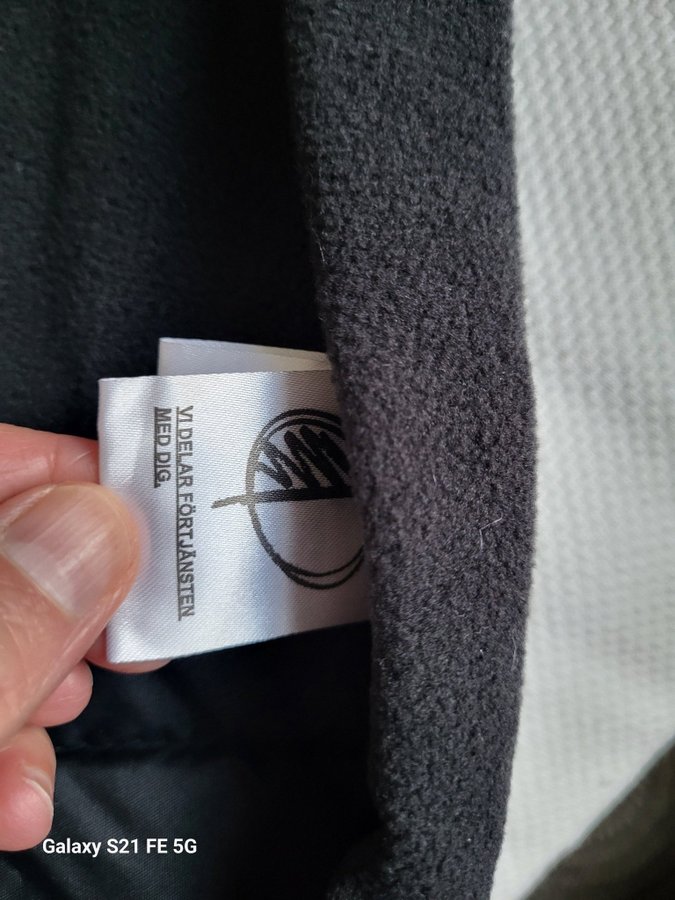 VI DELAR FÖRTJÄNSTEN
MED DIG.
Galaxy S21 FE 5G